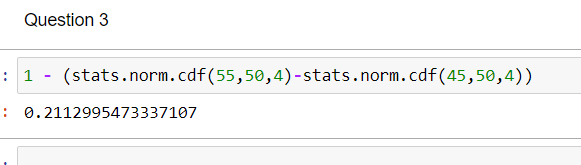 Question 3
: 1 - (stats.norm.cdf(55,50,4)-stats.norm.cdf(45,50,4))
: 0.2112995473337107
: